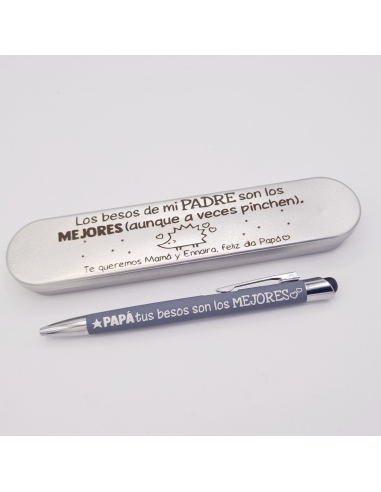 Los besos de mi PADRE son los
MEJORES (aunque a veces pinchen).
Te queremos Mamá y Ennaira, feliz día Papá
PAPÁ tus besos son los MEJORES